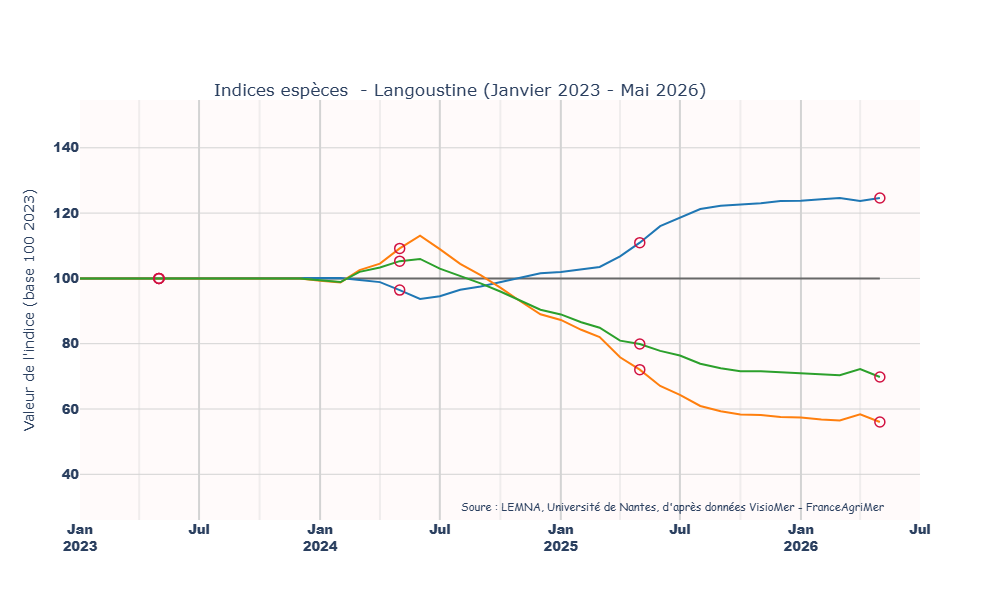 Indices espèces  - Langoustine (Janvier 2023 - Mai 2026)
Valeur de l'indice (base 100 2023)
140
120
100
80
60
40
Soure : LEMNA, Université de Nantes, d'après données VisioMer - FranceAgriMer
Jan Jul Jan Jul Jan Jul Jan Jul
2023 2024 2025 2026